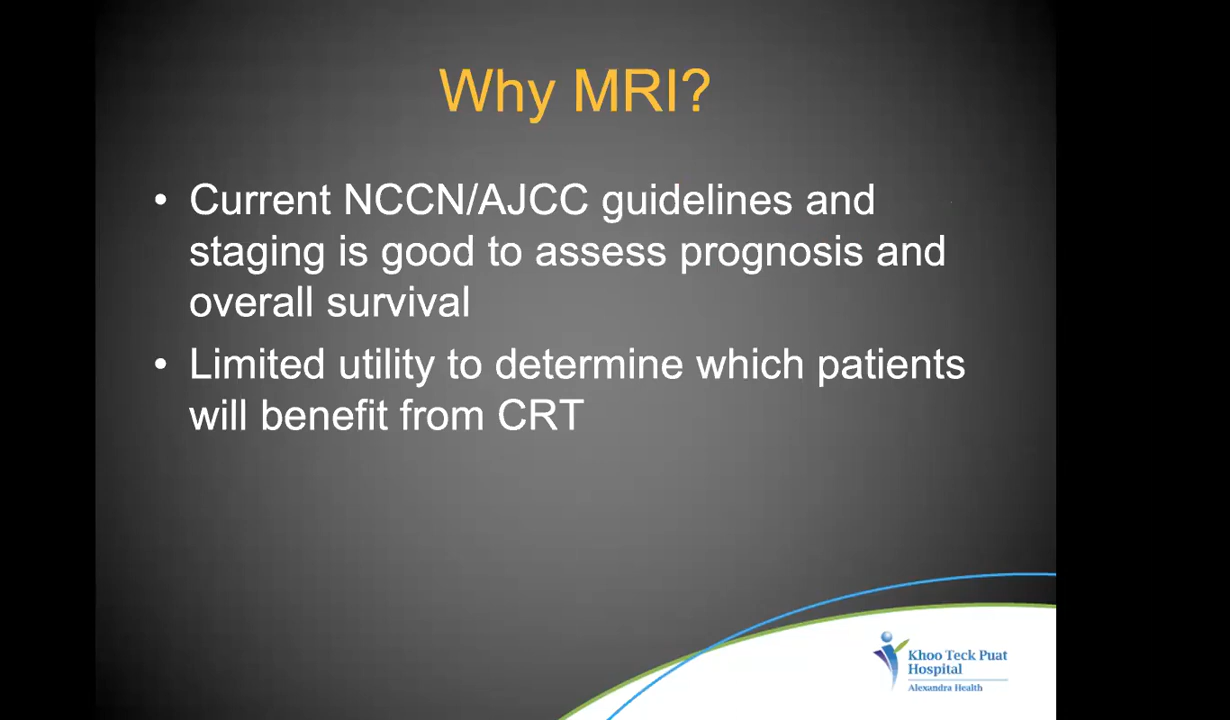 Why MRI?
• Current NCCN/AJCC guidelines and
staging is good to assess prognosis and
overall survival
• Limited utility to determine which patients
will benefit from CRT
Khoo Teck Puat
Hospital
Alexandra Health